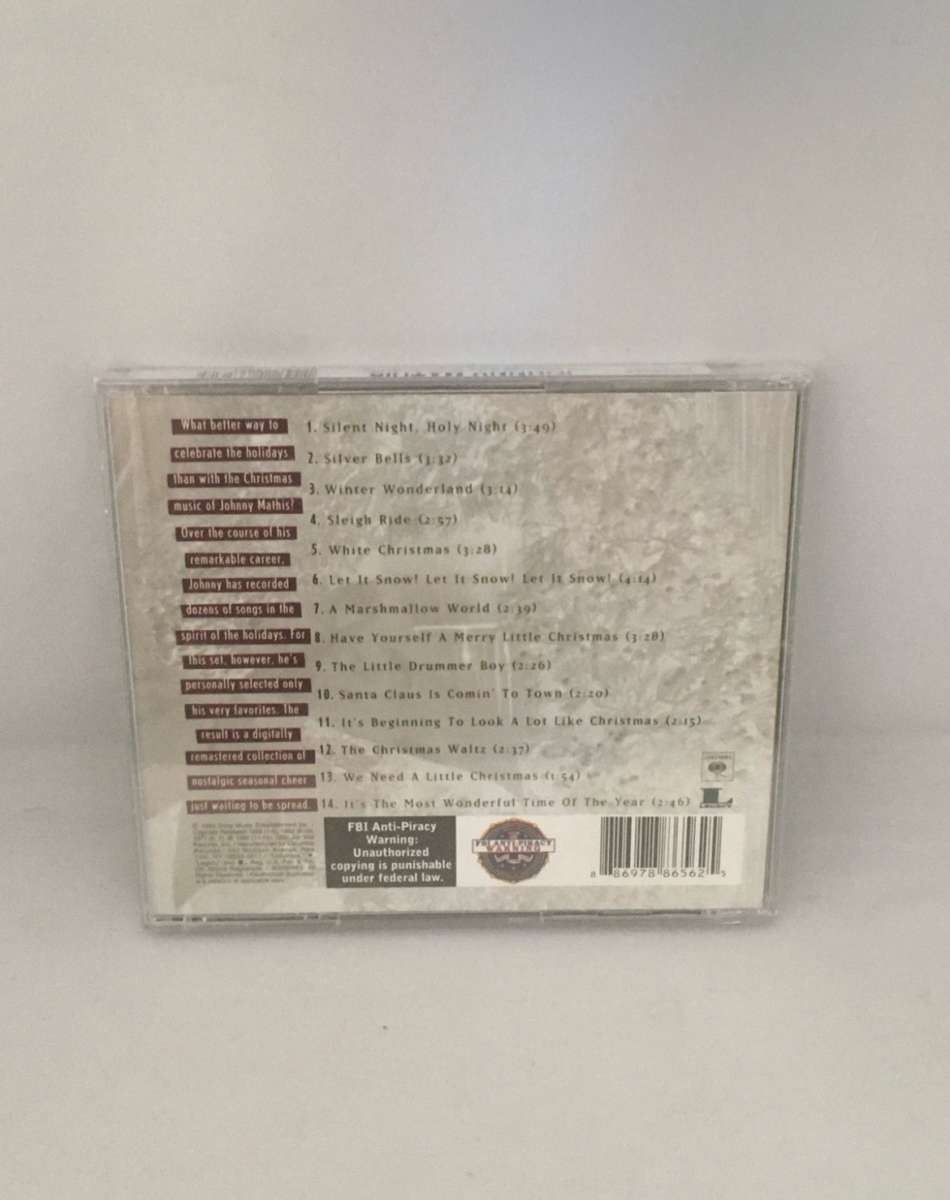 What better way to
celebrate the holidays
than with the Christmas
music of Johnny Mathis?
Over the course of his
remarkable career,
Johnny has recorded
dozens of songs in the
spirit of the holidays. For
this set, however, he's
personally selected only
his very favorites. The
result is a digitally
remastered collection of
nostalgic seasonal cheer
just waiting to be spread.
1. Silent Night, Holy Night (3:49)
2. Silver Bells (3:32)
3. Winter Wonderland (3:14)
4. Sleigh Ride (2:57)
5. White Christmas (3:28)
6. Let It Snow! Let It Snow! Let It Snow! (4:14)
7. A Marshmallow World (2:39)
8. Have Yourself A Merry Little Christmas (3:28)
9. The Little Drummer Boy (2:26)
10. Santa Claus Is Comin' To Town (2:20)
11. It's Beginning To Look A Lot Like Christmas (2:15)
12. The Christmas Waltz (2:37)
13. We Need A Little Christmas (1:54)
14. It's The Most Wonderful Time Of The Year (2:46)
FBI Anti-Piracy
Warning:
Unauthorized
copying is punishable
under federal law.
FBI ANTI-PIRACY
WARNING
8 86978 86562 5